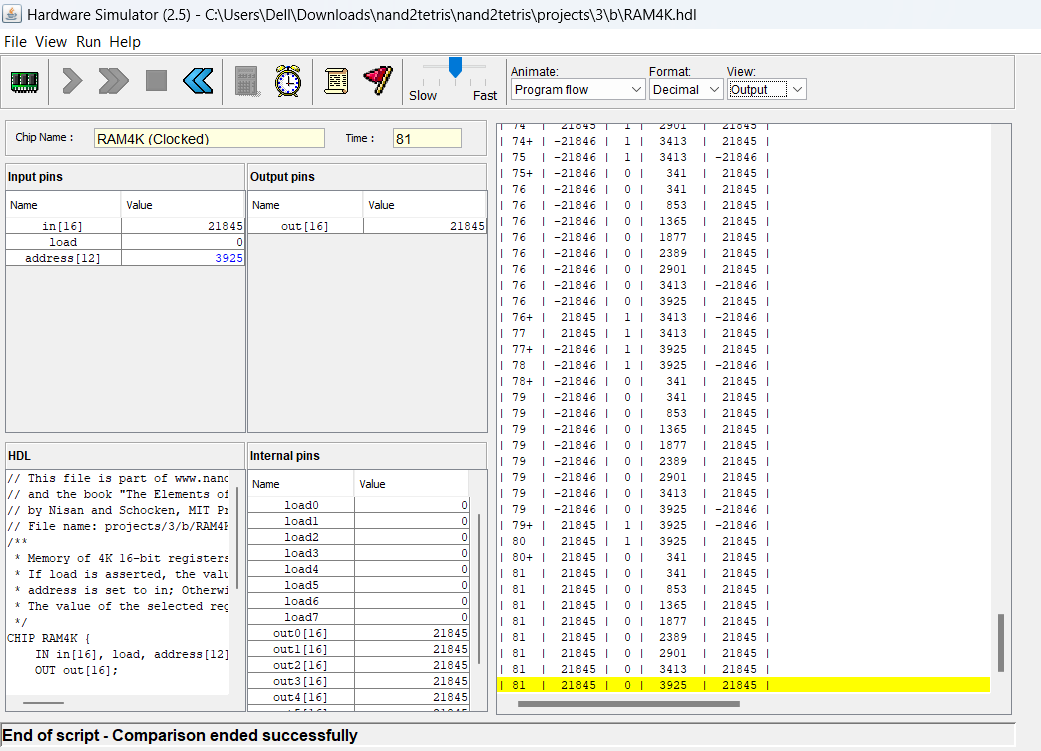 Hardware Simulator (2.5) - C:\Users\Dell\Downloads\nand2tetris\nand2tetris\projects\3\b\RAM4K.hdl
File View Run Help
Slow Fast
Animate: Format: View:
Program flow Decimal Output
Chip Name : RAM4K (Clocked) Time : 81
Input pins
Name Value
in[16] 21845
load 0
address[12] 3925
Output pins
Name Value
out[16] 21845
HDL
// This file is part of www.nand
// and the book "The Elements of
// by Nisan and Schocken, MIT Pr
// File name: projects/3/b/RAM4K
/**
* Memory of 4K 16-bit registers
* If load is asserted, the valu
* address is set to in; Otherwi
* The value of the selected reg
*/
CHIP RAM4K {
IN in[16], load, address[12]
OUT out[16];
Internal pins
Name Value
load0 0
load1 0
load2 0
load3 0
load4 0
load5 0
load6 0
load7 0
out0[16] 21845
out1[16] 21845
out2[16] 21845
out3[16] 21845
out4[16] 21845
| 74 | 21845 | 1 | 2901 | 21845 |
| 74+ | -21846 | 1 | 3413 | 21845 |
| 75 | -21846 | 1 | 3413 | -21846 |
| 75+ | -21846 | 0 | 341 | 21845 |
| 76 | -21846 | 0 | 341 | 21845 |
| 76 | -21846 | 0 | 853 | 21845 |
| 76 | -21846 | 0 | 1365 | 21845 |
| 76 | -21846 | 0 | 1877 | 21845 |
| 76 | -21846 | 0 | 2389 | 21845 |
| 76 | -21846 | 0 | 2901 | 21845 |
| 76 | -21846 | 0 | 3413 | -21846 |
| 76 | -21846 | 0 | 3925 | 21845 |
| 76+ | 21845 | 1 | 3413 | -21846 |
| 77 | 21845 | 1 | 3413 | 21845 |
| 77+ | -21846 | 1 | 3925 | 21845 |
| 78 | -21846 | 1 | 3925 | -21846 |
| 78+ | -21846 | 0 | 341 | 21845 |
| 79 | -21846 | 0 | 341 | 21845 |
| 79 | -21846 | 0 | 853 | 21845 |
| 79 | -21846 | 0 | 1365 | 21845 |
| 79 | -21846 | 0 | 1877 | 21845 |
| 79 | -21846 | 0 | 2389 | 21845 |
| 79 | -21846 | 0 | 2901 | 21845 |
| 79 | -21846 | 0 | 3413 | 21845 |
| 79 | -21846 | 0 | 3925 | -21846 |
| 79+ | 21845 | 1 | 3925 | -21846 |
| 80 | 21845 | 1 | 3925 | 21845 |
| 80+ | 21845 | 0 | 341 | 21845 |
| 81 | 21845 | 0 | 341 | 21845 |
| 81 | 21845 | 0 | 853 | 21845 |
| 81 | 21845 | 0 | 1365 | 21845 |
| 81 | 21845 | 0 | 1877 | 21845 |
| 81 | 21845 | 0 | 2389 | 21845 |
| 81 | 21845 | 0 | 2901 | 21845 |
| 81 | 21845 | 0 | 3413 | 21845 |
| 81 | 21845 | 0 | 3925 | 21845 |
End of script - Comparison ended successfully